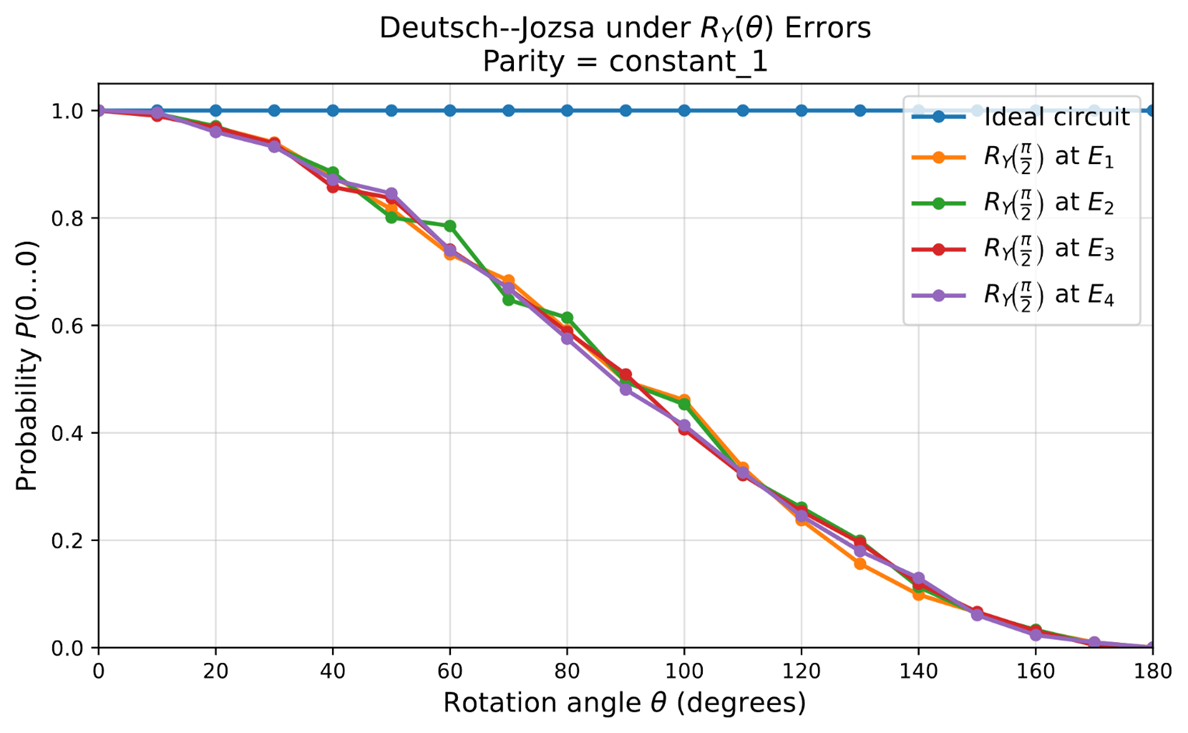 Deutsch--Jozsa under R_Y(θ) Errors
Parity = constant_1
Probability P(0...0)
1.0
0.8
0.6
0.4
0.2
0.0
Ideal circuit
R_Y(π/2) at E_1
R_Y(π/2) at E_2
R_Y(π/2) at E_3
R_Y(π/2) at E_4
0 20 40 60 80 100 120 140 160 180
Rotation angle θ (degrees)